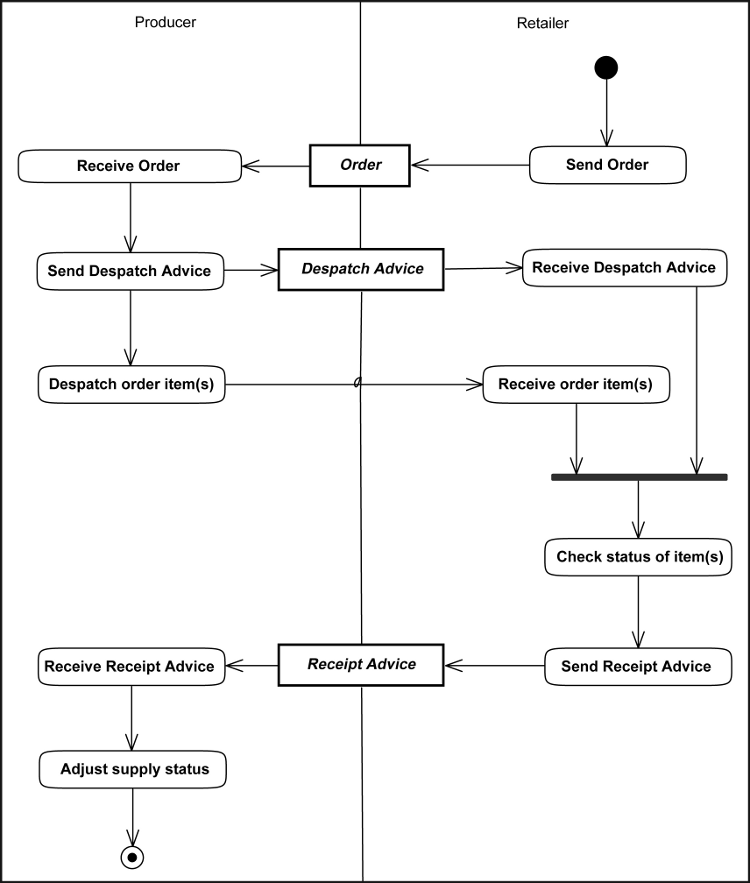 Producer
Retailer
Receive Order
Order
Send Order
Send Despatch Advice
Despatch Advice
Receive Despatch Advice
Despatch order item(s)
Receive order item(s)
Check status of item(s)
Receive Receipt Advice
Receipt Advice
Send Receipt Advice
Adjust supply status